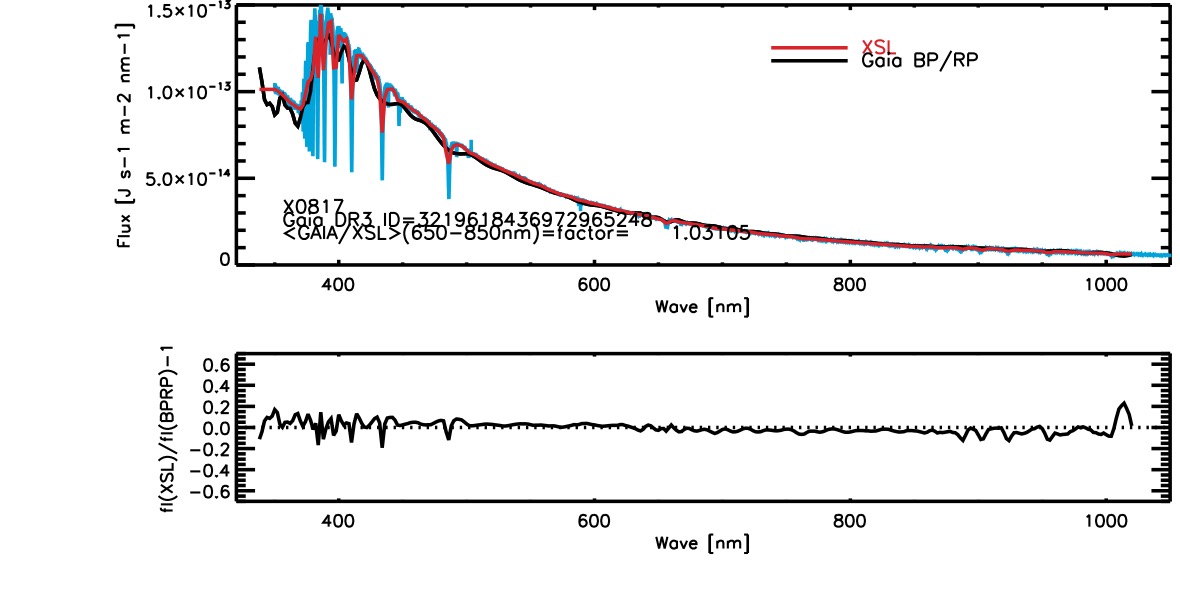 1.5×10−13
1.0×10−13
5.0×10−14
0
Flux [J s−1 m−2 nm−1]
XSL
Gaia BP/RP
X0817
Gaia DR3 ID=3219618436972965248
<GAIA/XSL>(650−850nm)=factor= 1.03105
400 600 800 1000
Wave [nm]
0.6
0.4
0.2
0.0
−0.2
−0.4
−0.6
fl(XSL)/fl(BPRP)−1
400 600 800 1000
Wave [nm]